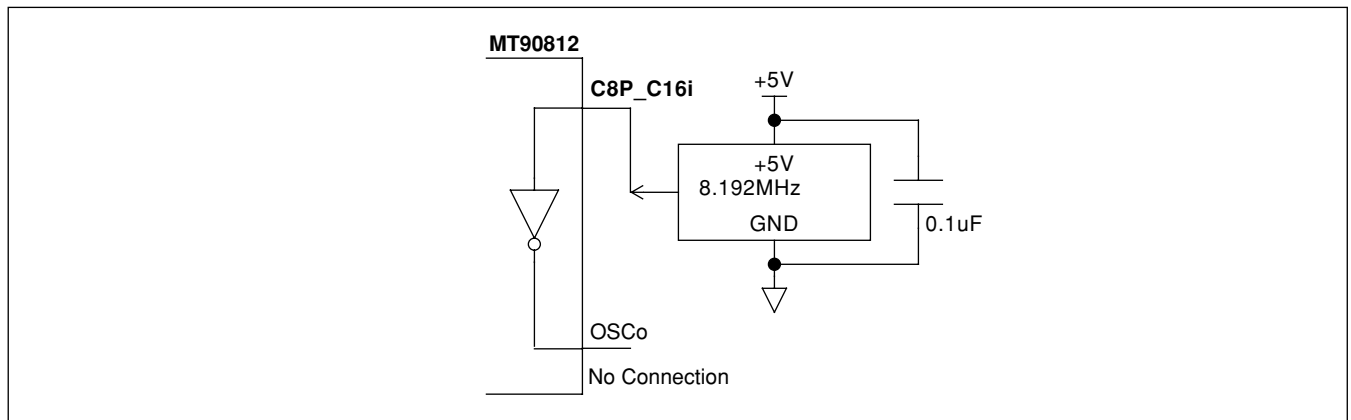 MT90812
C8P_C16i
+5V
+5V
8.192MHz
GND
0.1uF
OSCo
No Connection